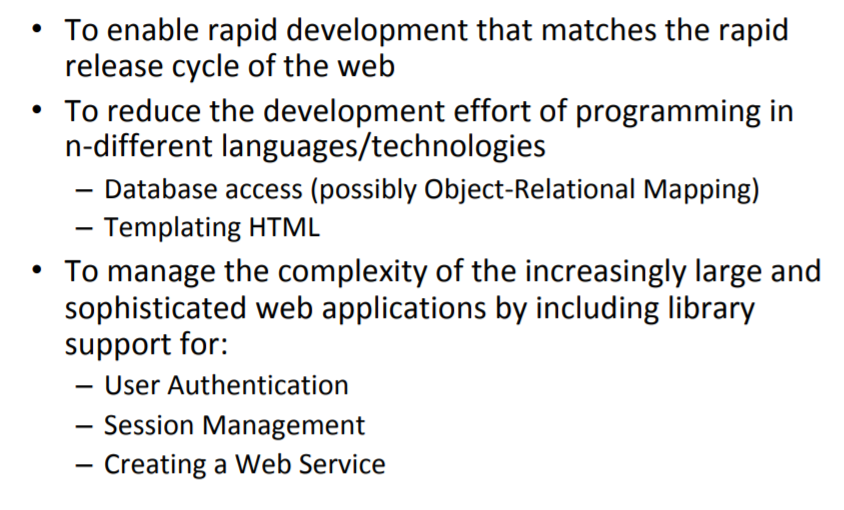 • To enable rapid development that matches the rapid
release cycle of the web
• To reduce the development effort of programming in
n-different languages/technologies
– Database access (possibly Object-Relational Mapping)
– Templating HTML
• To manage the complexity of the increasingly large and
sophisticated web applications by including library
support for:
– User Authentication
– Session Management
– Creating a Web Service